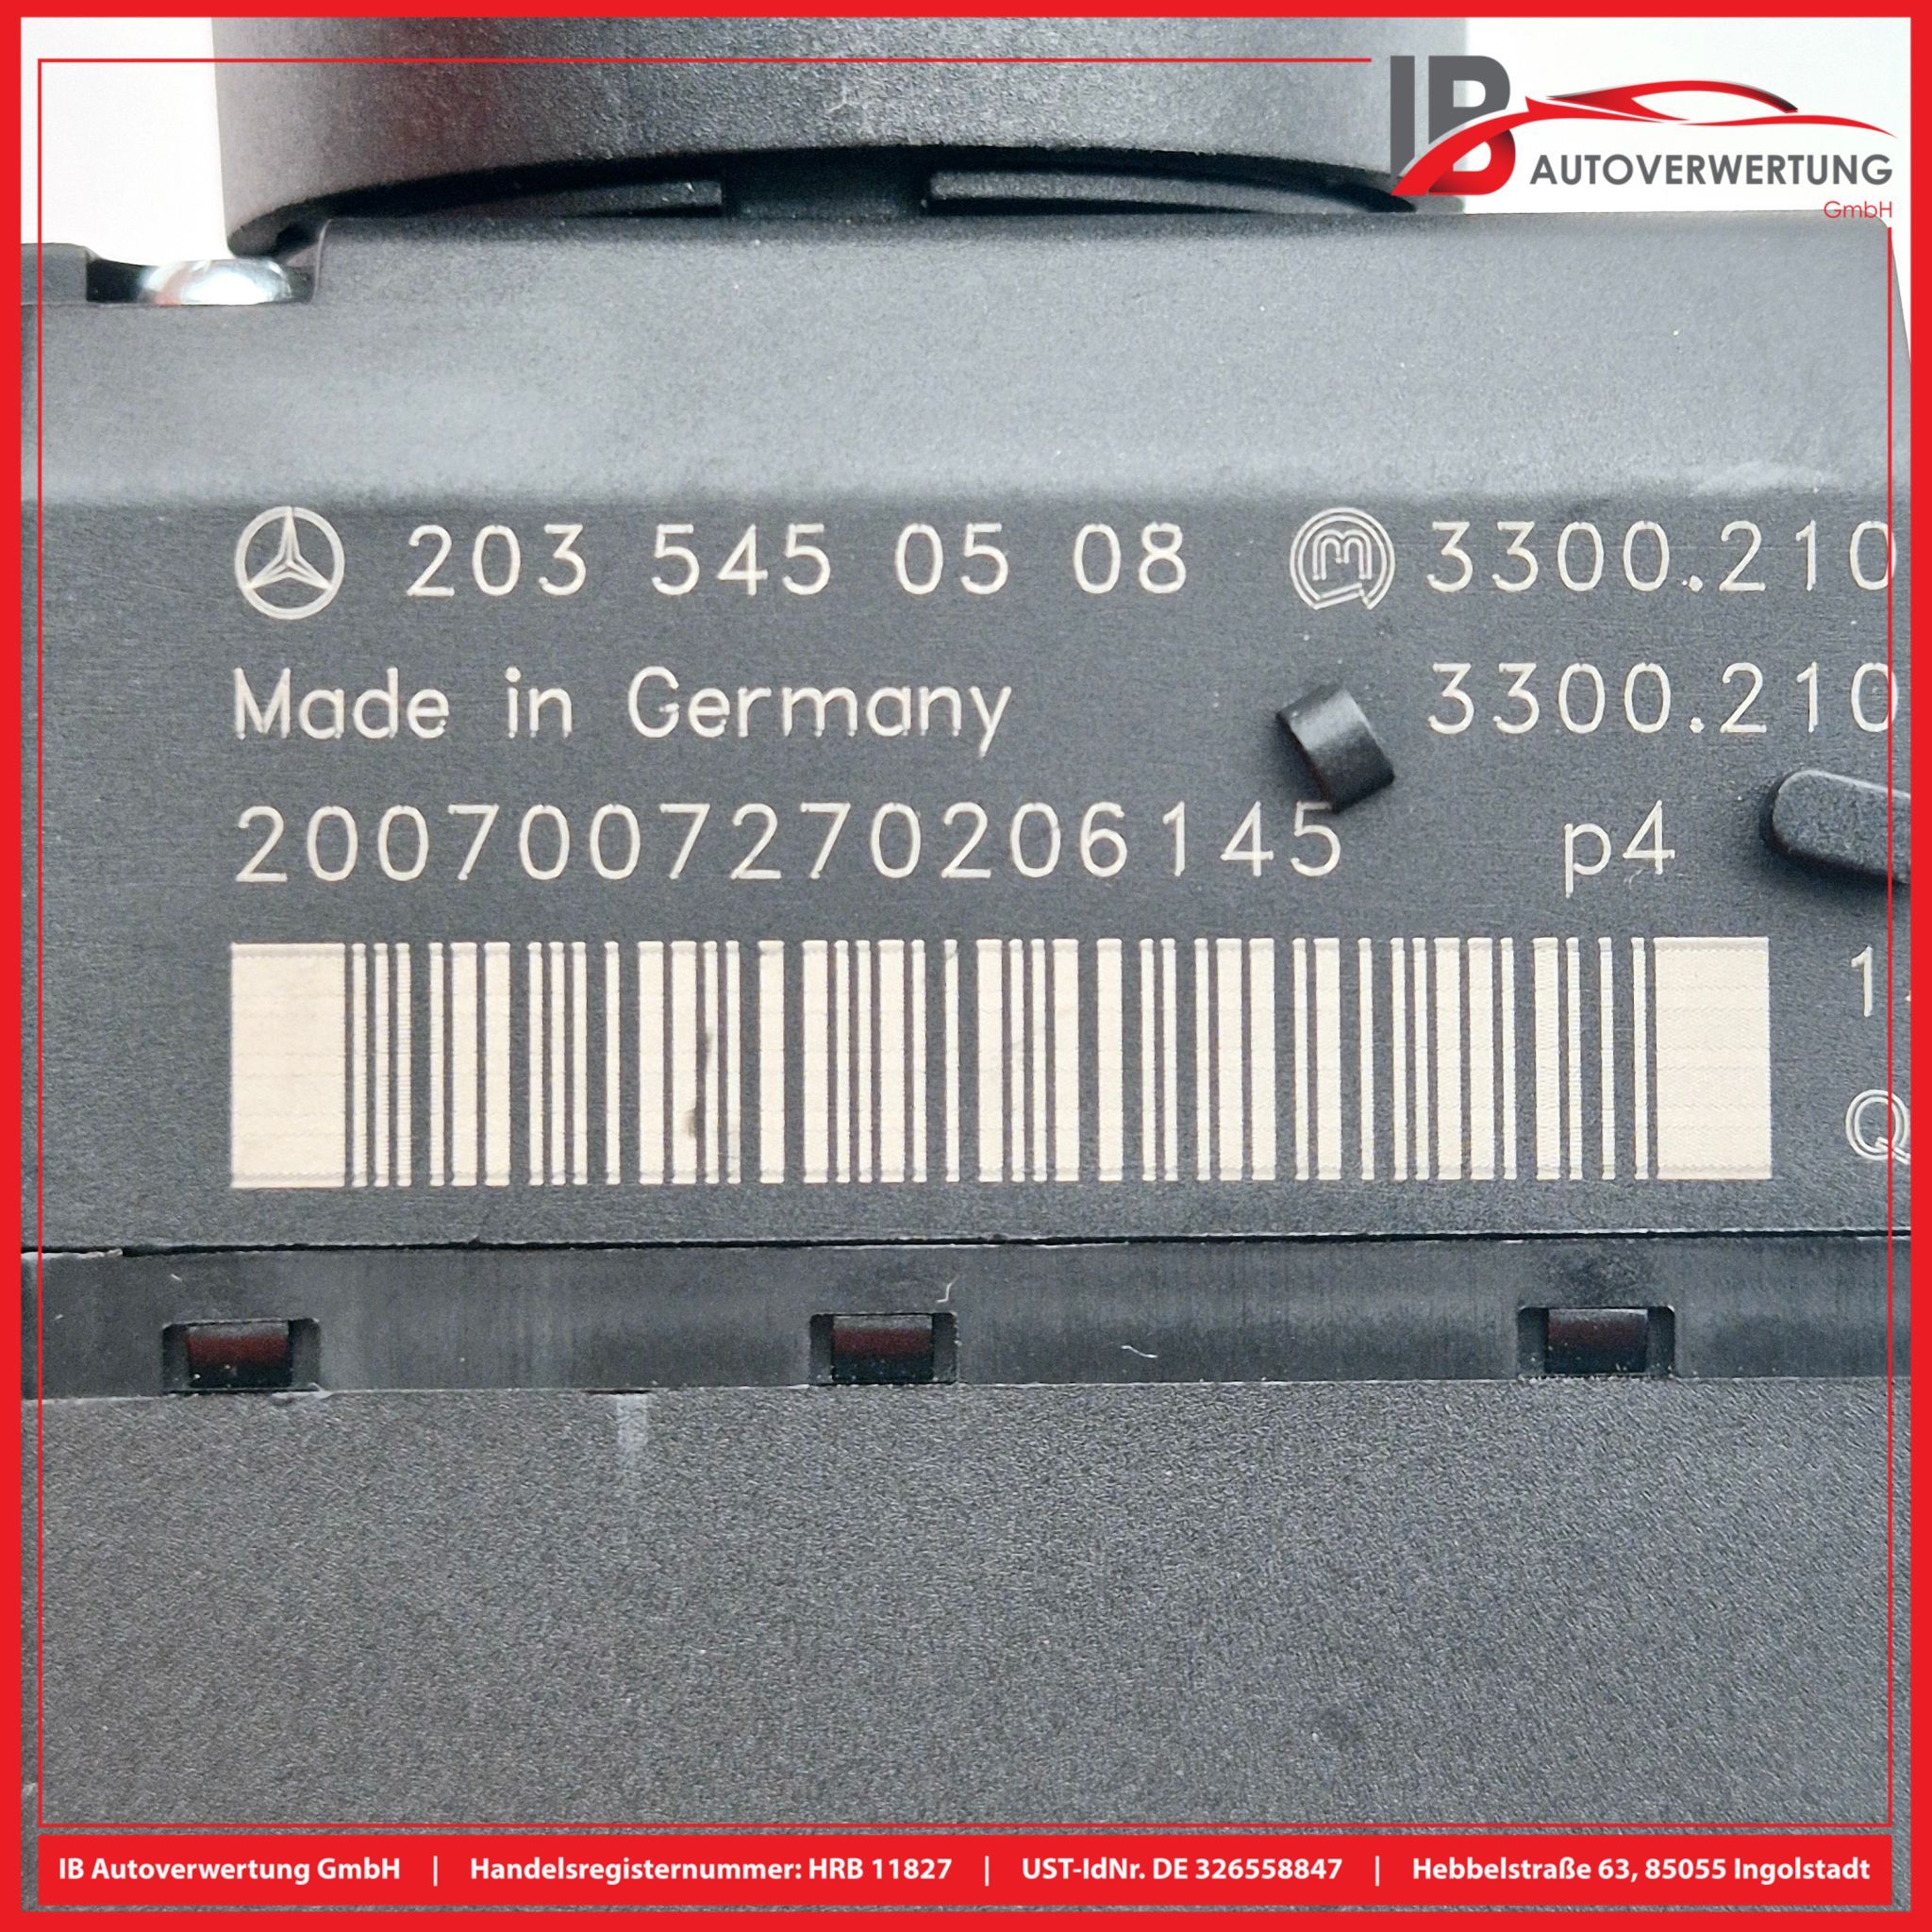 IB
AUTOVERWERTUNG
GmbH
203 545 05 08 3300.210
Made in Germany 3300.210
2007007270206145 p4
IB Autoverwertung GmbH | Handelsregisternummer: HRB 11827 | UST-IdNr. DE 326558847 | Hebbelstraße 63, 85055 Ingolstadt